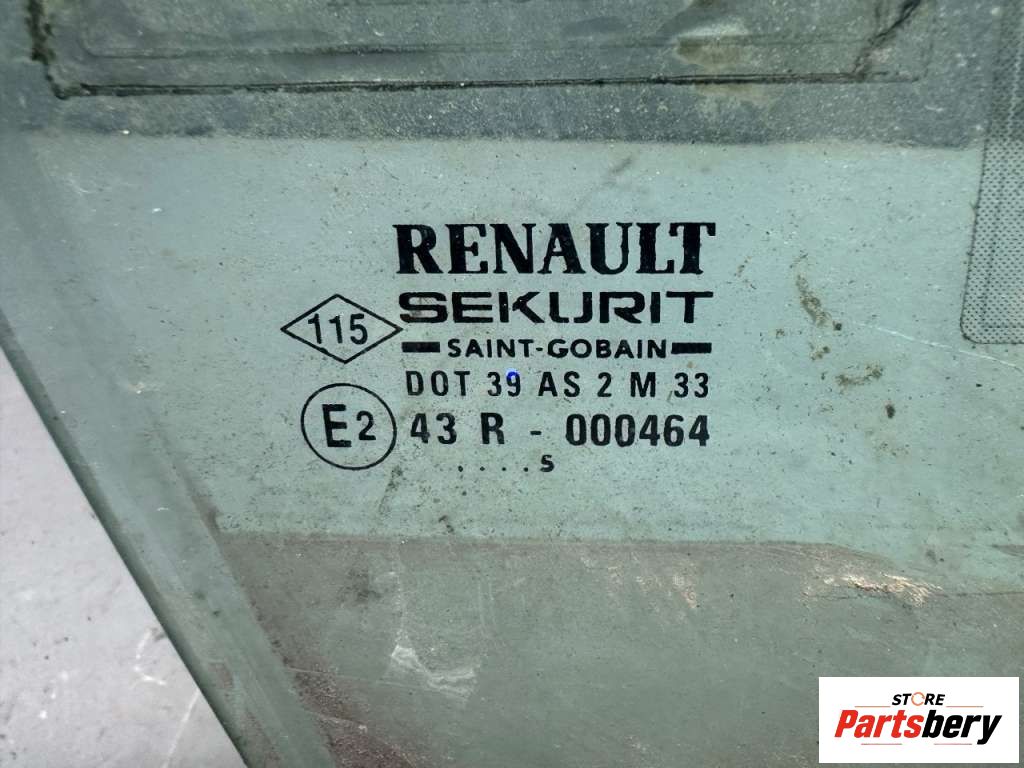 RENAULT
SEKURIT
115
SAINT-GOBAIN
DOT 39 AS 2 M 33
E2 43 R - 000464
....s
STORE
Partsbery